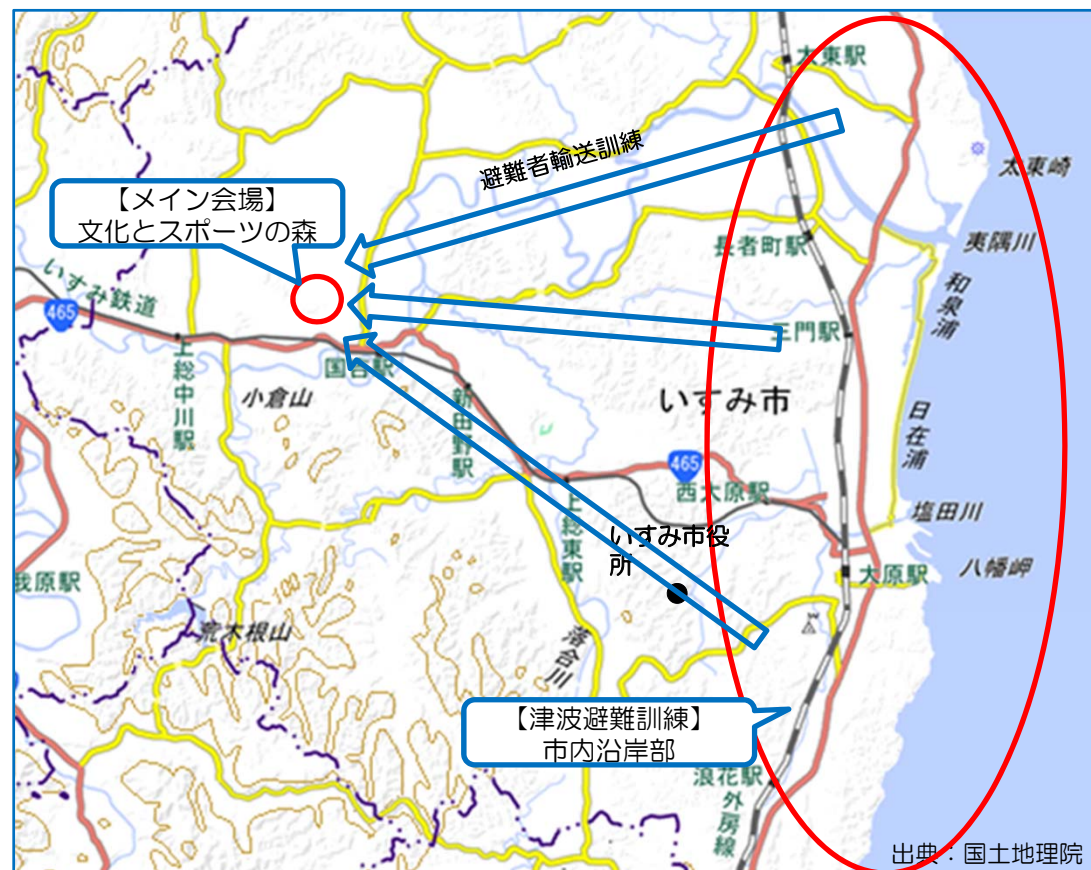 太東駅
太東崎
避難者輸送訓練
【メイン会場】
文化とスポーツの森
長者町駅
夷隅川
和泉浦
いすみ鉄道
465
三門駅
上総中川駅
国吉駅
小倉山
新田野駅
いすみ市
日在浦
465
西大原駅
塩田川
上総東駅
いすみ市役
所
大原駅
八幡岬
我原駅
荒木根山
落合川
【津波避難訓練】
市内沿岸部
浪花駅
外房線
出典：国土地理院